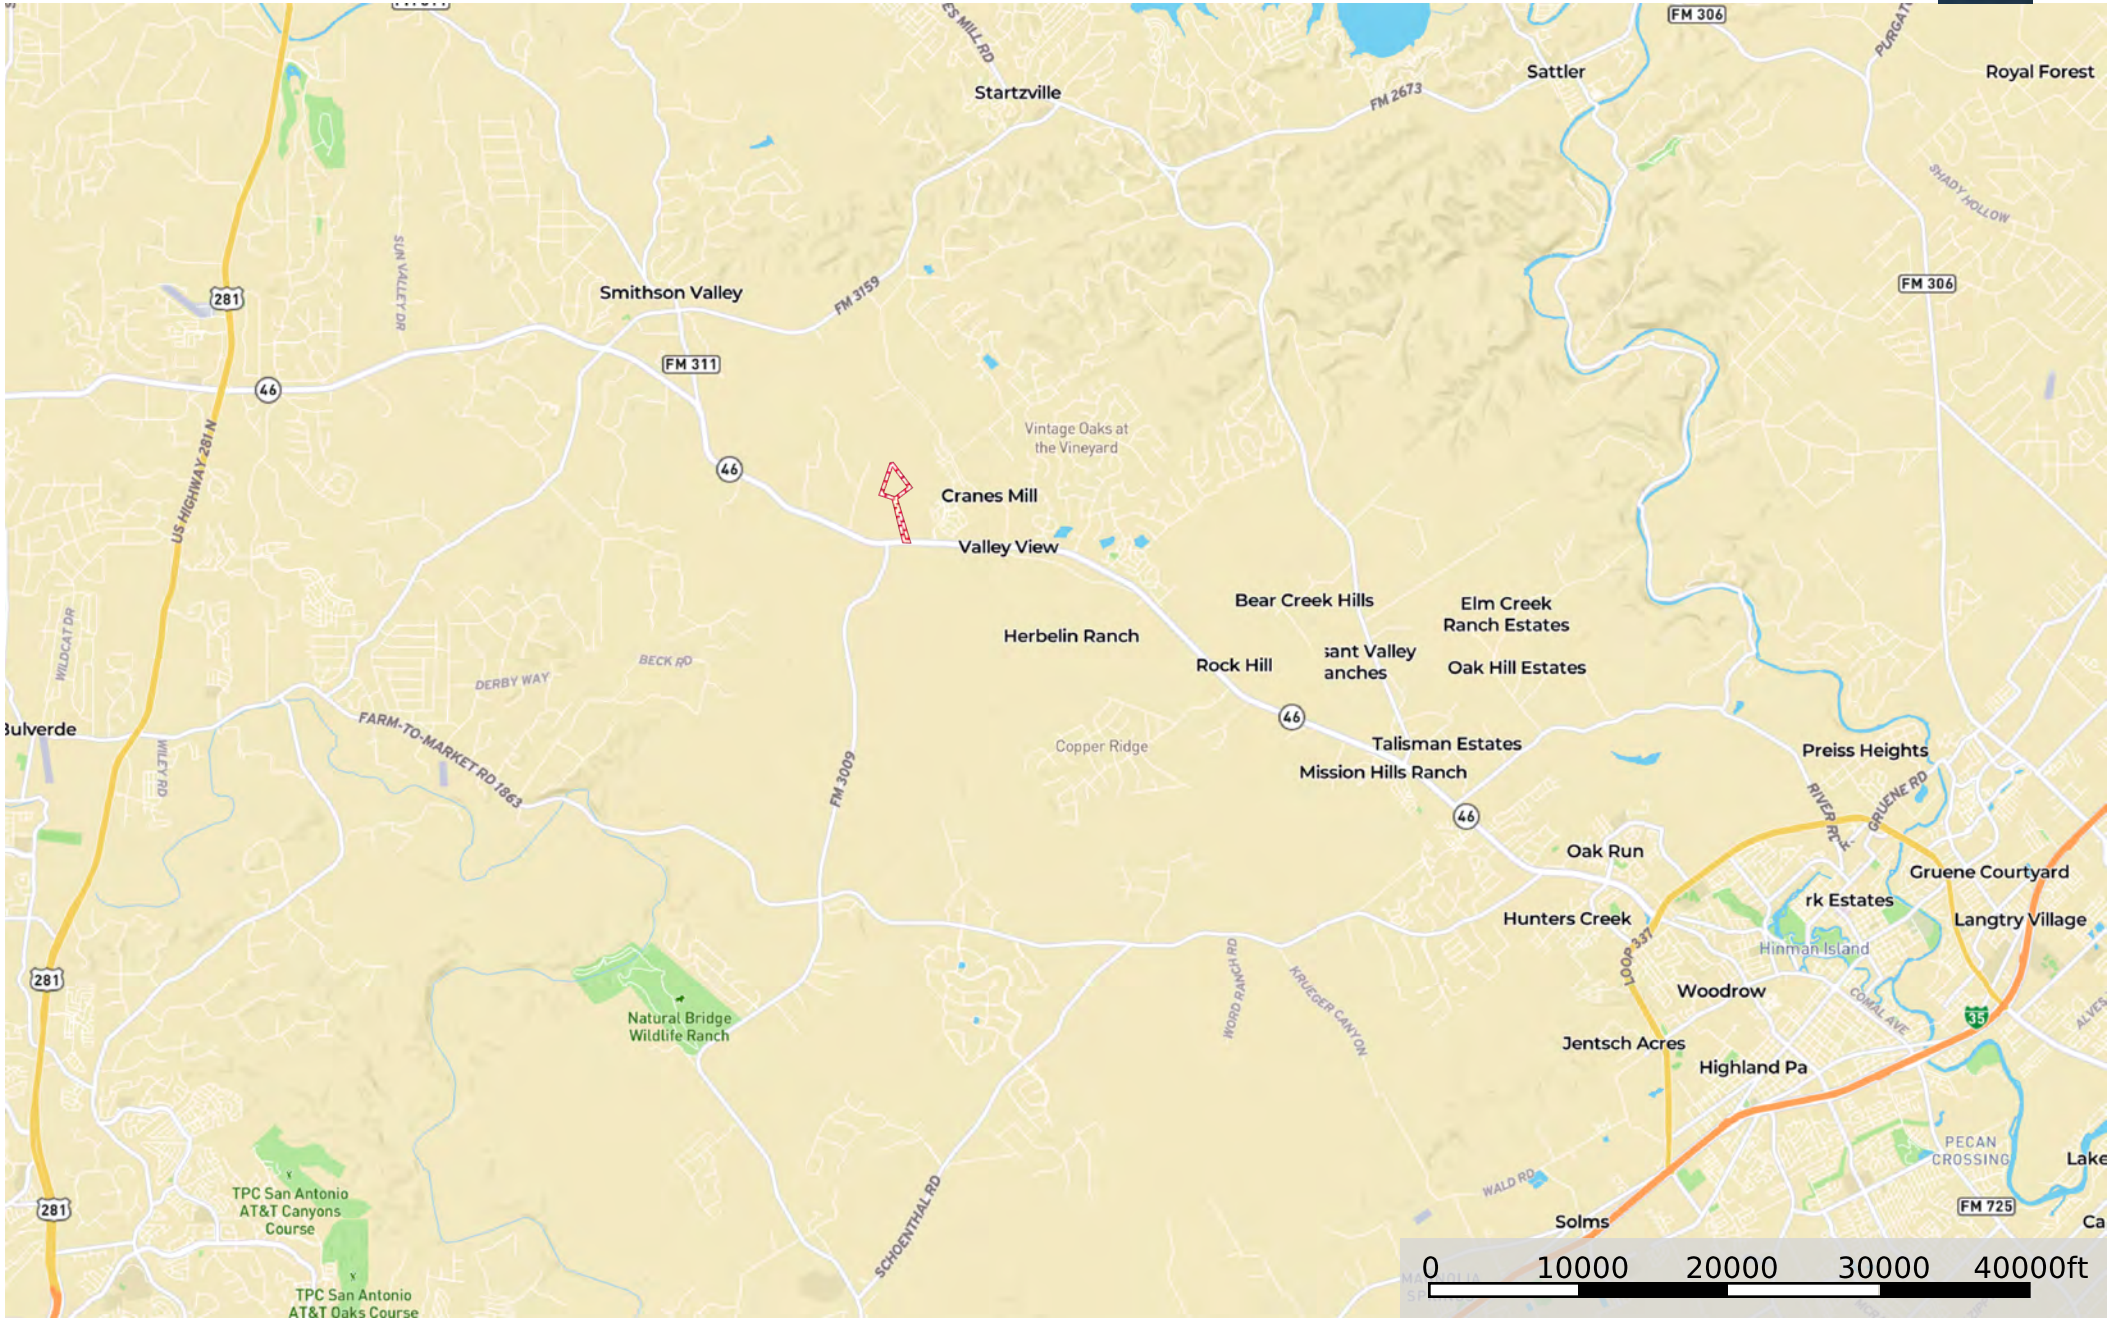 FM 306
ES MILL RD
PURGAT
Sattler
Royal Forest
Startzville
FM 2673
SHADY HOLLOW
SUN VALLEY DR
281
Smithson Valley
FM 3159
FM 306
FM 311
46
US HIGHWAY 281 N
Vintage Oaks at
the Vineyard
46
Cranes Mill
Valley View
Bear Creek Hills
Elm Creek
Ranch Estates
WILDCAT DR
Herbelin Ranch
BECK RD
sant Valley
anches
Rock Hill
Oak Hill Estates
DERBY WAY
Bulverde
FARM-TO-MARKET RD 1863
46
WILEY RD
Copper Ridge
Talisman Estates
Preiss Heights
Mission Hills Ranch
FM 3009
RIVER RD
GRUENE RD
46
Oak Run
Gruene Courtyard
rk Estates
Hunters Creek
Langtry Village
LOOP 337
Hinman Island
281
WORD RANCH RD
KRUEGER CANYON
Woodrow
COMAL AVE
35
ALVES
Natural Bridge
Wildlife Ranch
Jentsch Acres
Highland Pa
PECAN
CROSSING
Lake
WALD RD
TPC San Antonio
AT&T Canyons
Course
281
FM 725
SCHOENTHAL RD
Solms
Ca
0 10000 20000 30000 40000ft
TPC San Antonio
AT&T Oaks Course